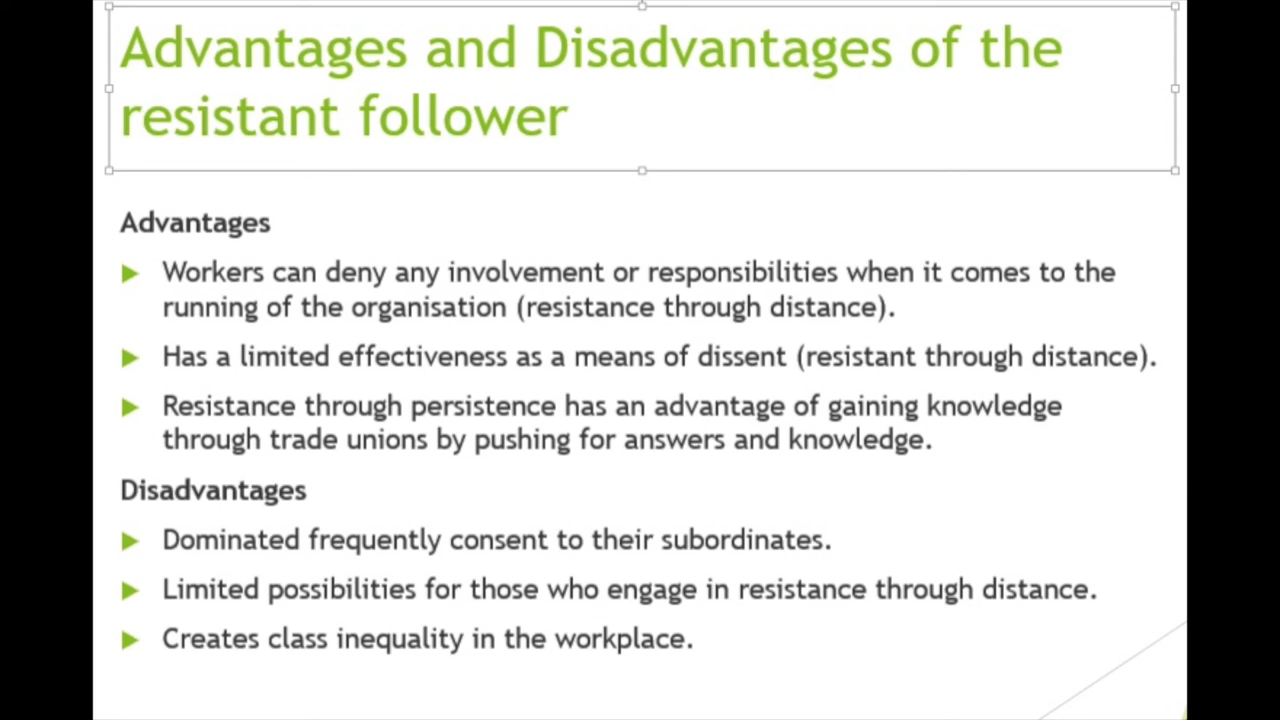 Advantages and Disadvantages of the
resistant follower
Advantages
Workers can deny any involvement or responsibilities when it comes to the
running of the organisation (resistance through distance).
Has a limited effectiveness as a means of dissent (resistant through distance).
Resistance through persistence has an advantage of gaining knowledge
through trade unions by pushing for answers and knowledge.
Disadvantages
Dominated frequently consent to their subordinates.
Limited possibilities for those who engage in resistance through distance.
Creates class inequality in the workplace.